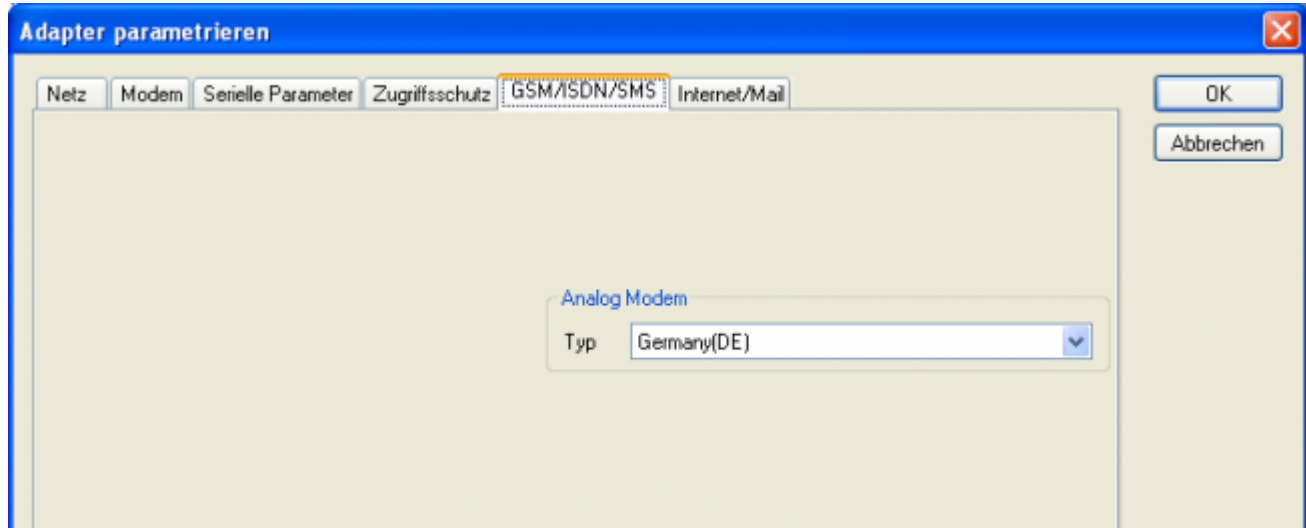 Adapter parametrieren
Netz Modem Serielle Parameter Zugriffsschutz GSM/ISDN/SMS Internet/Mail
OK
Abbrechen
Analog Modem
Typ Germany(DE)